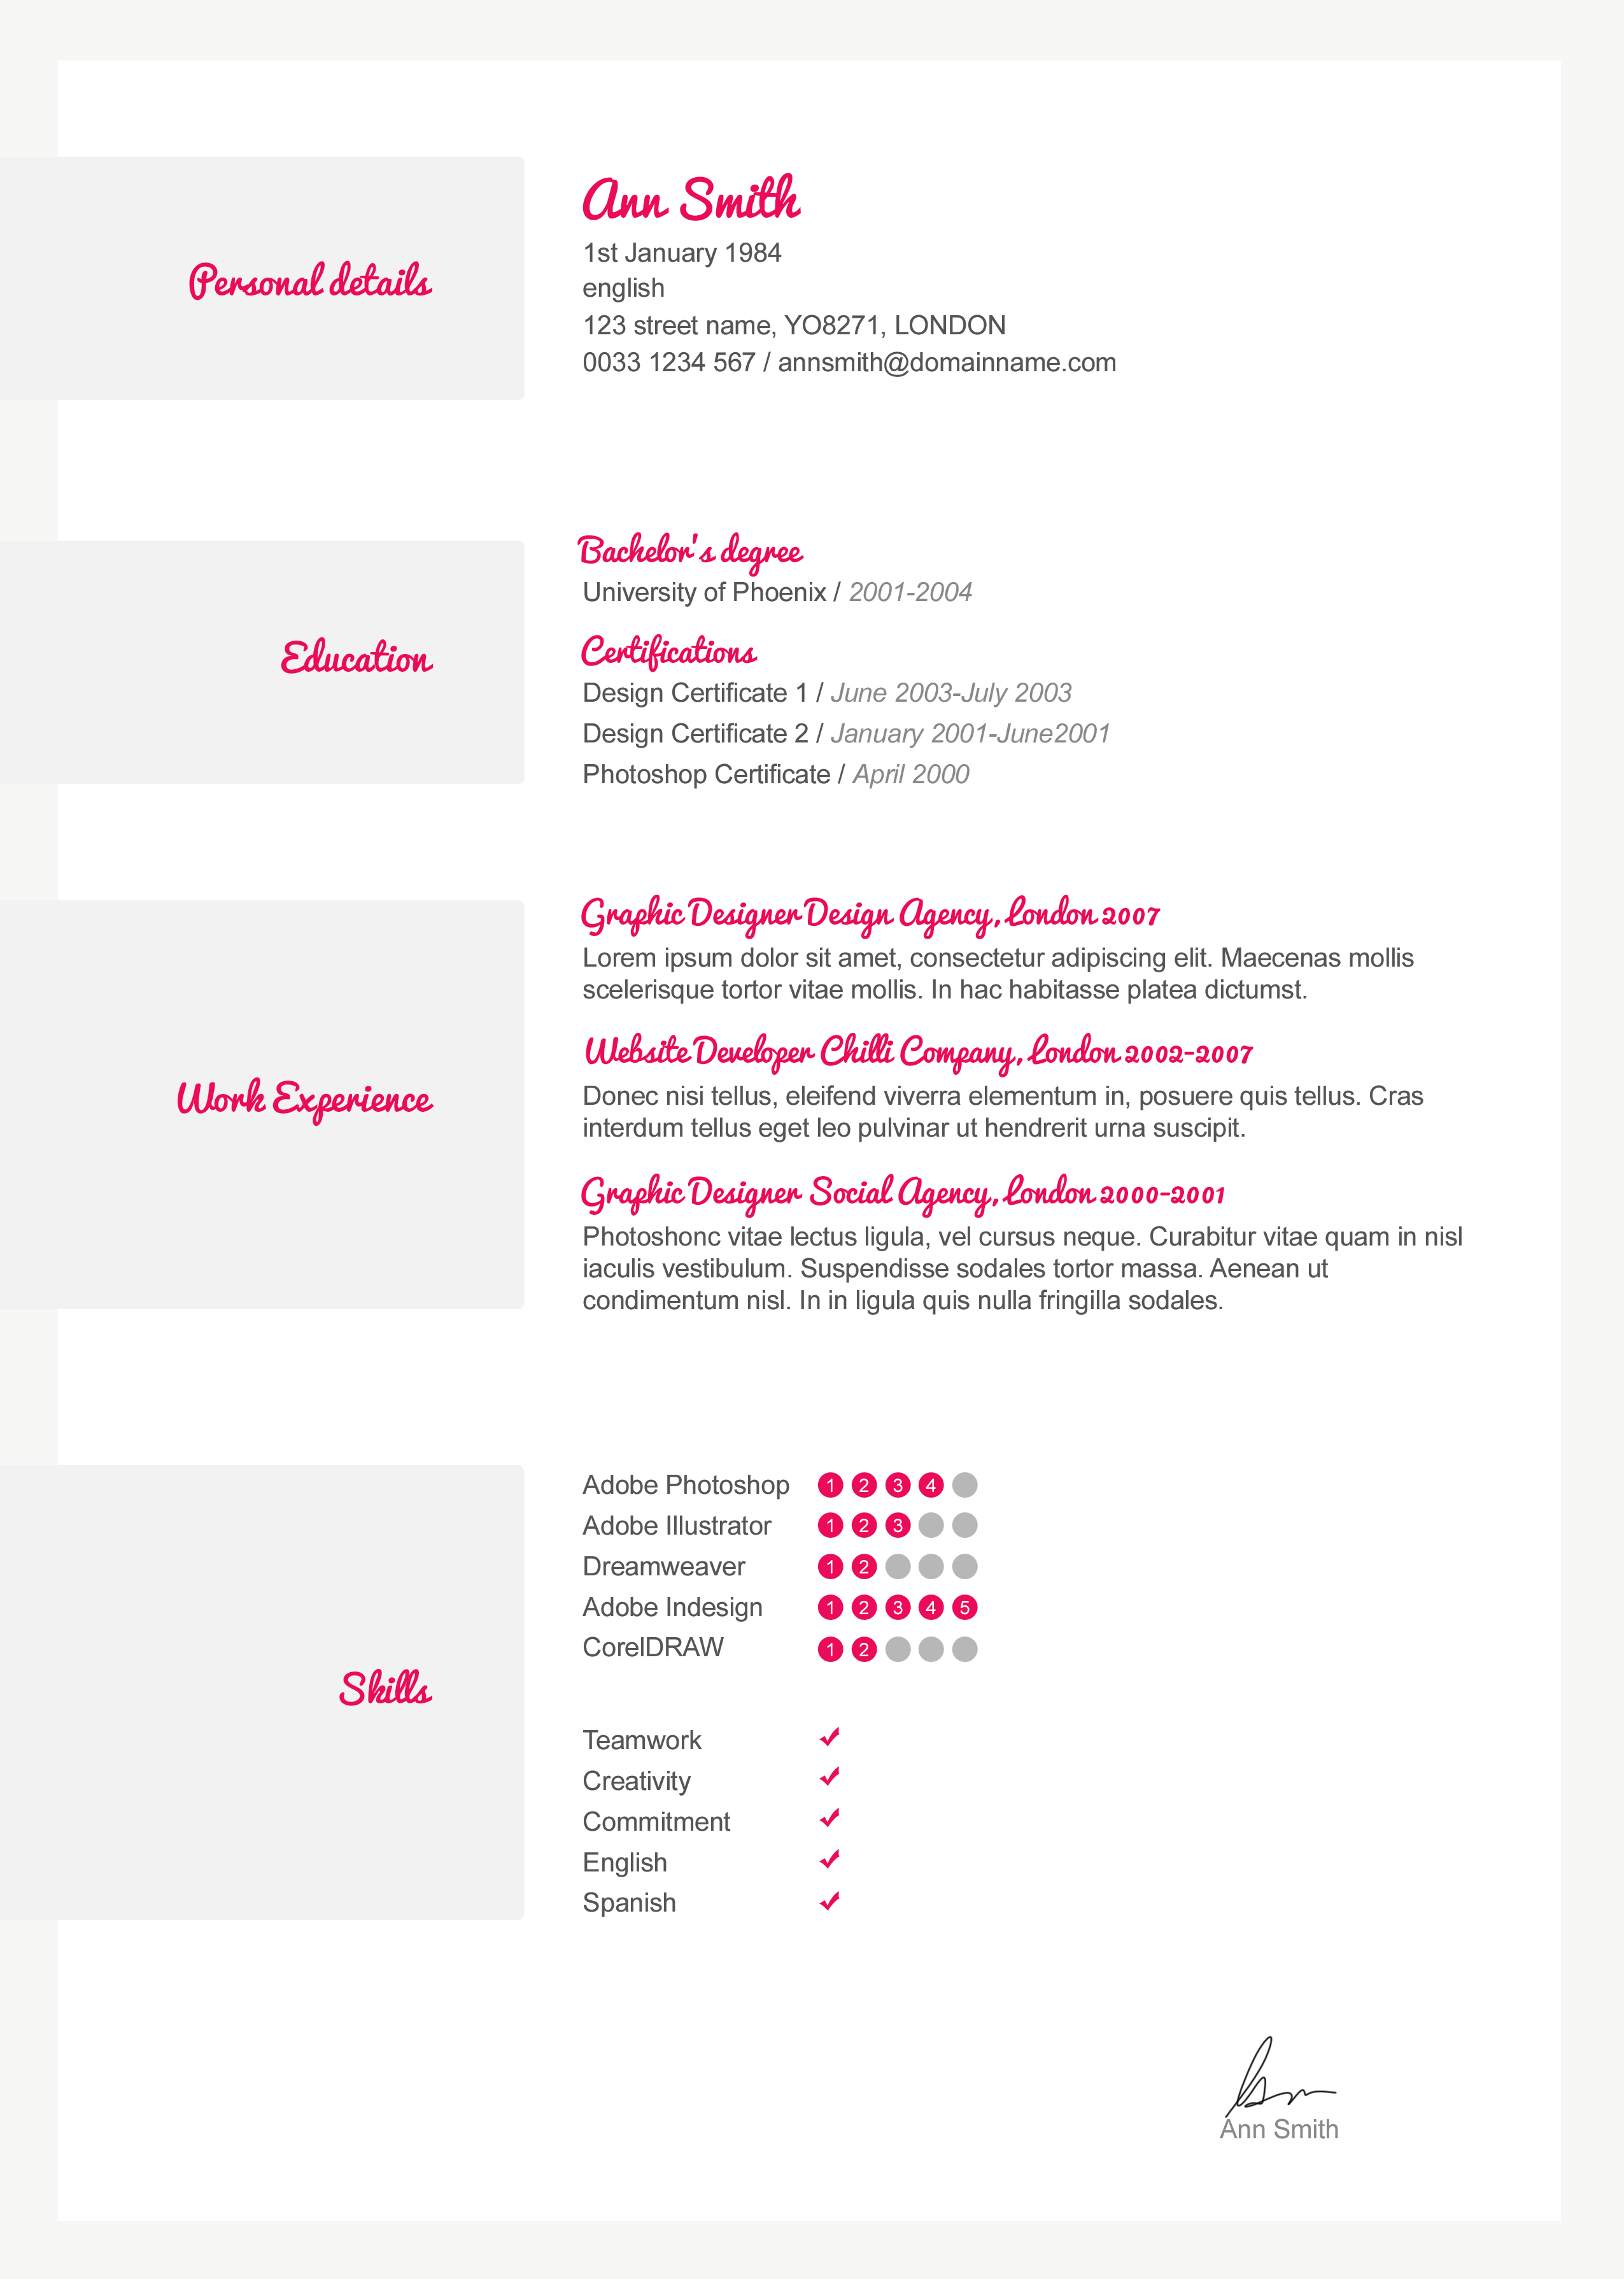 Personal details
Ann Smith
1st January 1984
english
123 street name, YO8271, LONDON
0033 1234 567 / annsmith@domainname.com
Education
Bachelor's degree
University of Phoenix / 2001-2004
Certifications
Design Certificate 1 / June 2003-July 2003
Design Certificate 2 / January 2001-June2001
Photoshop Certificate / April 2000
Work Experience
Graphic Designer Design Agency, London 2007
Lorem ipsum dolor sit amet, consectetur adipiscing elit. Maecenas mollis
scelerisque tortor vitae mollis. In hac habitasse platea dictumst.
Website Developer Chilli Company, London 2002-2007
Donec nisi tellus, eleifend viverra elementum in, posuere quis tellus. Cras
interdum tellus eget leo pulvinar ut hendrerit urna suscipit.
Graphic Designer Social Agency, London 2000-2001
Photoshonc vitae lectus ligula, vel cursus neque. Curabitur vitae quam in nisl
iaculis vestibulum. Suspendisse sodales tortor massa. Aenean ut
condimentum nisl. In in ligula quis nulla fringilla sodales.
Skills
Adobe Photoshop 1 2 3 4
Adobe Illustrator 1 2 3
Dreamweaver 1 2
Adobe Indesign 1 2 3 4 5
CorelDRAW 1 2
Teamwork
Creativity
Commitment
English
Spanish
Ann Smith